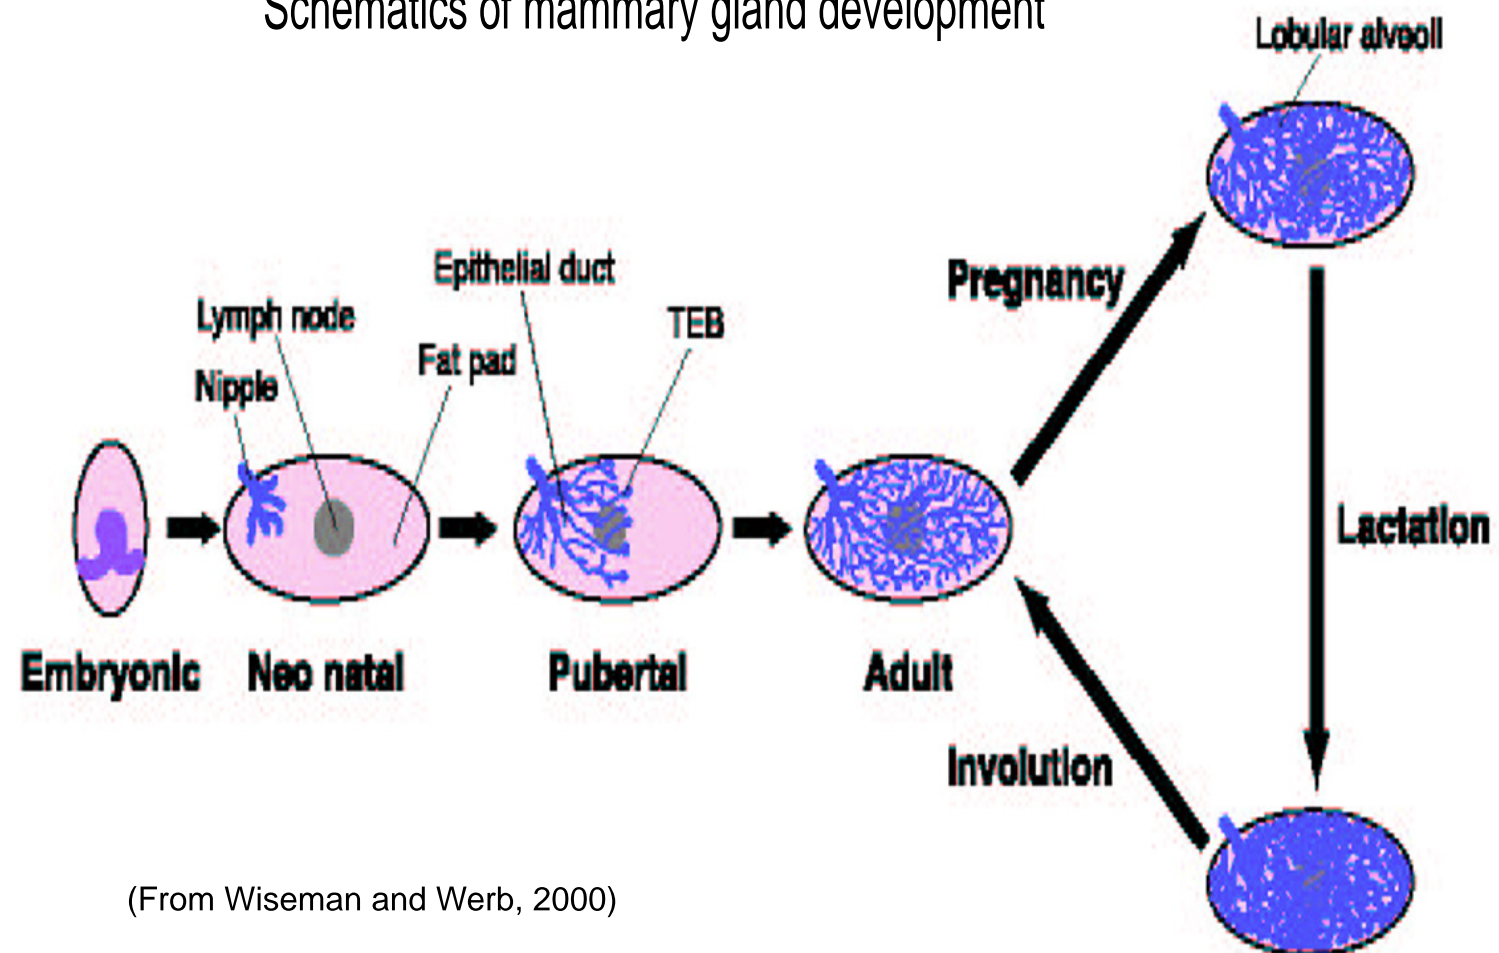 Schematics of mammary gland development
Lobular alveoli
Epithelial duct
Pregnancy
Lymph node
TEB
Fat pad
Nipple
Lactation
Embryonic
Neo natal
Pubertal
Adult
Involution
(From Wiseman and Werb, 2000)